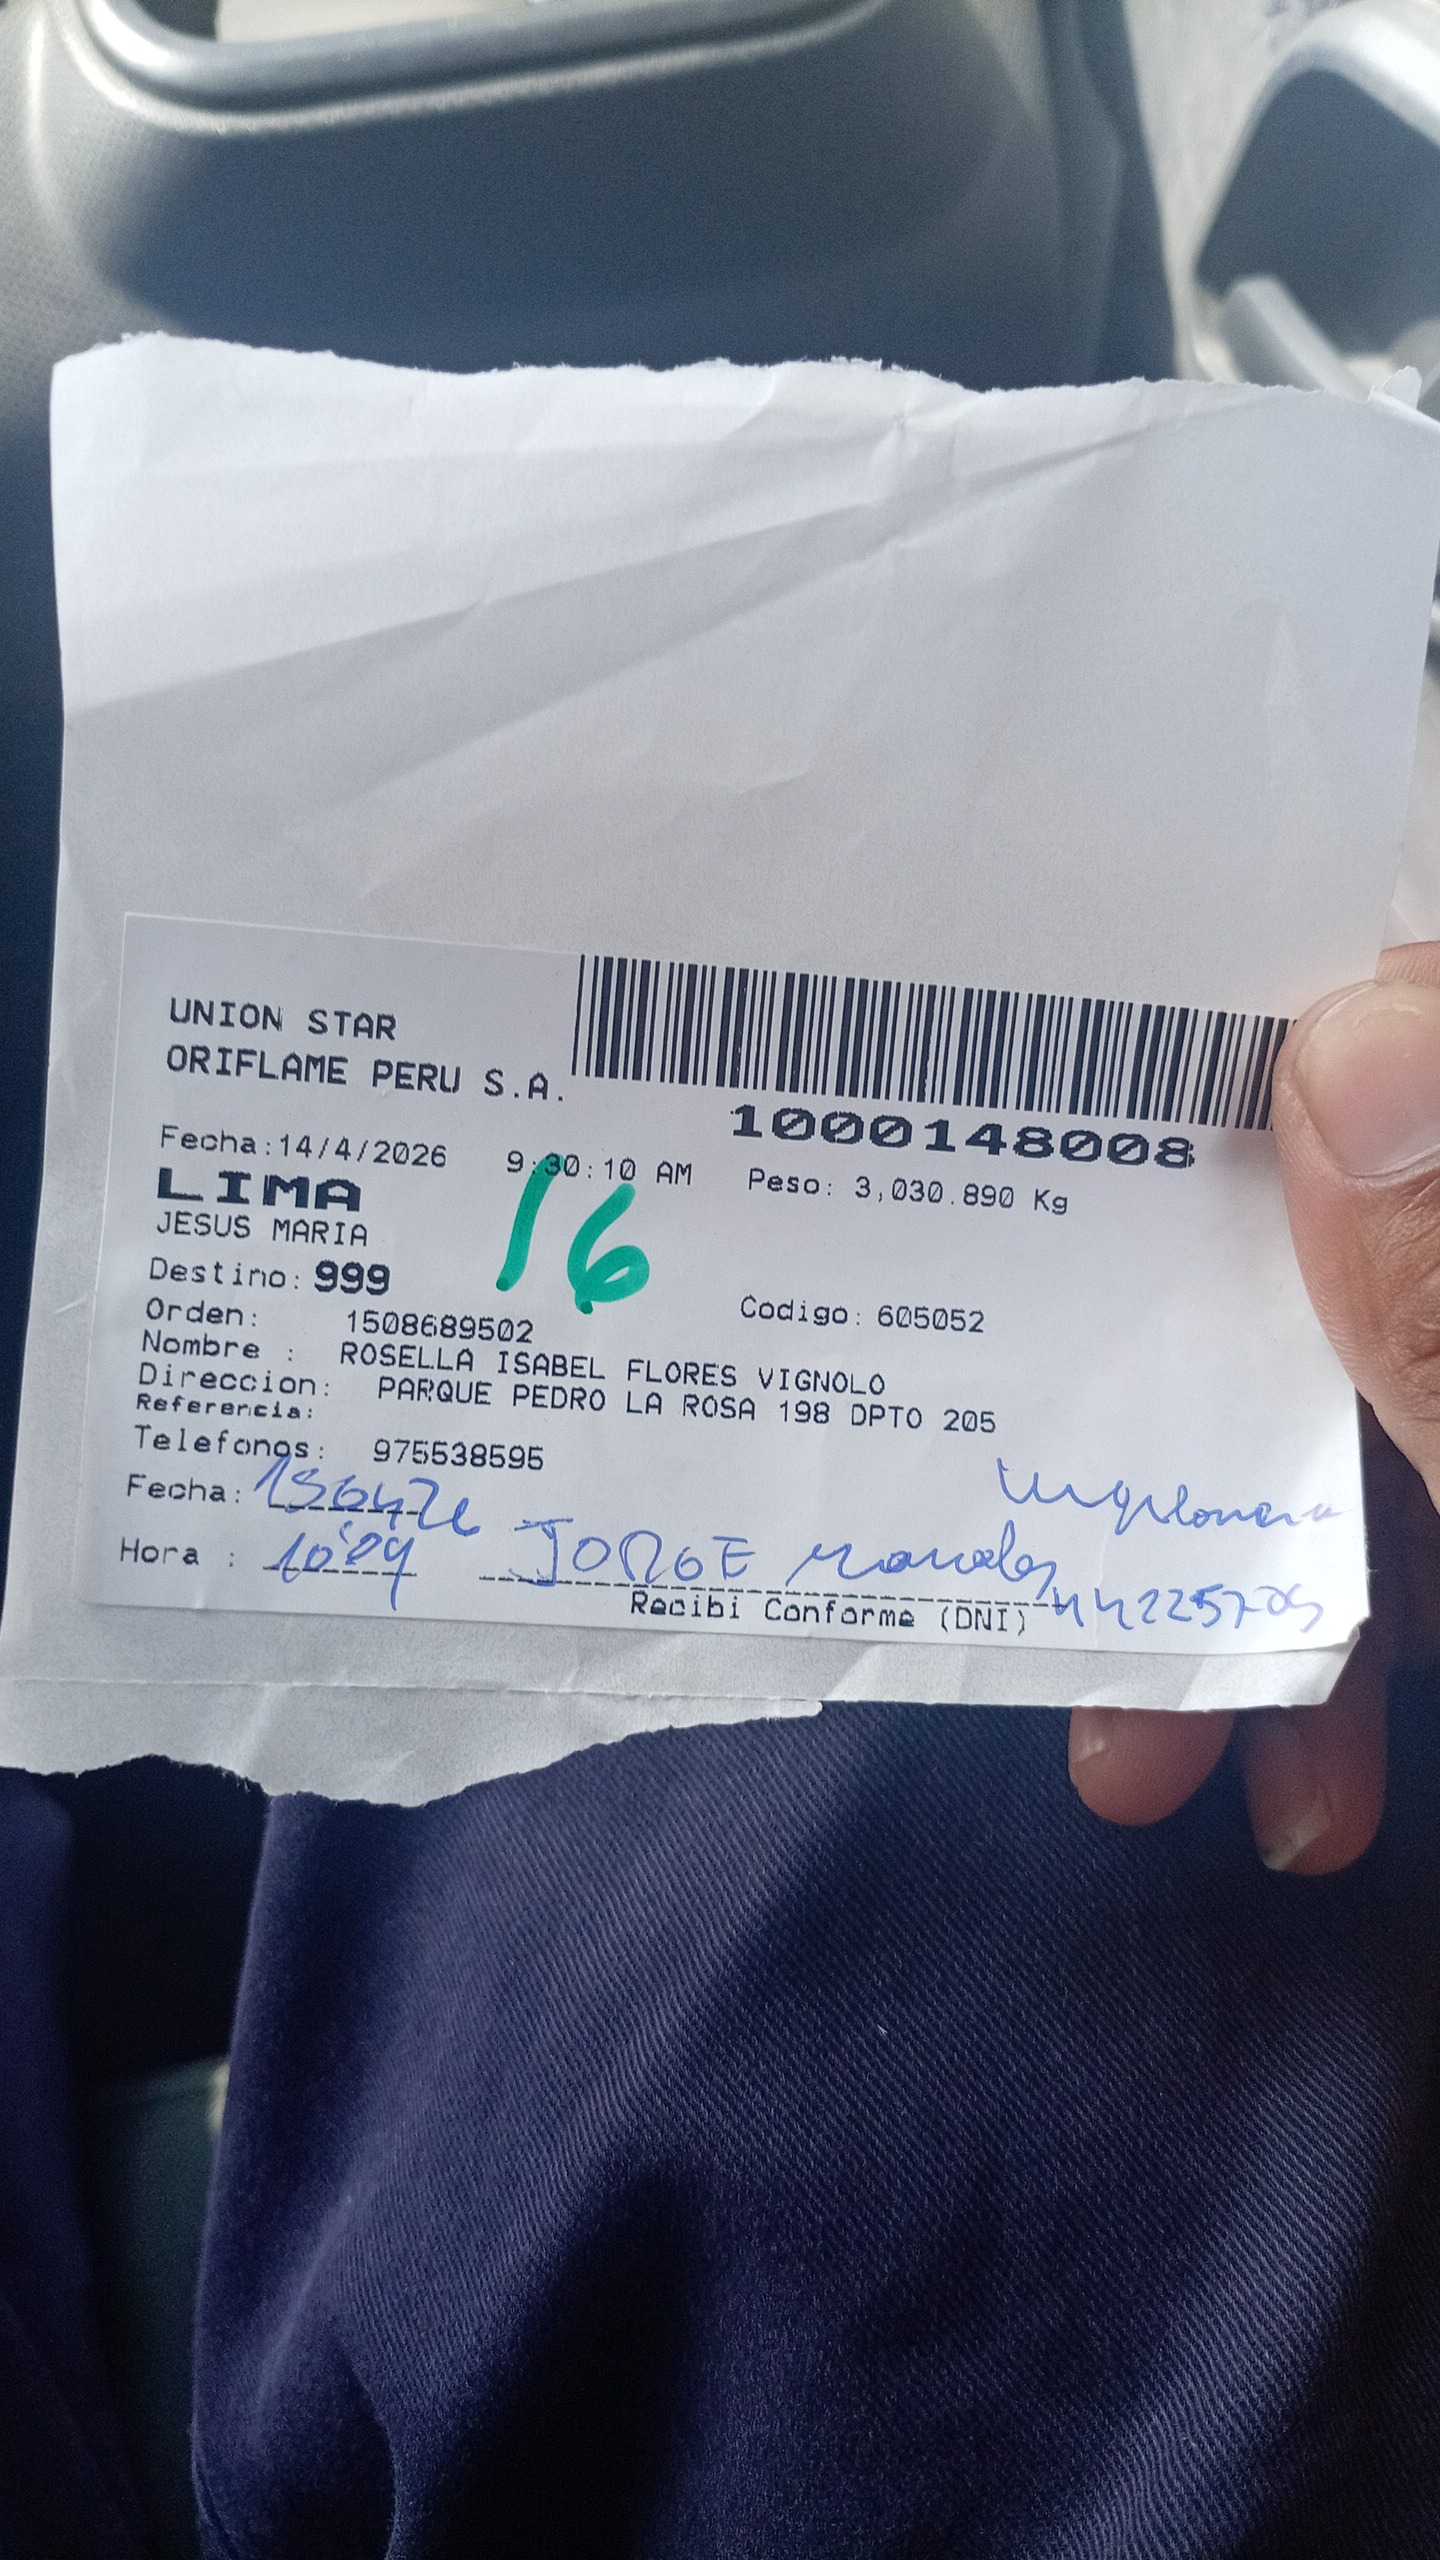 UNION STAR
ORIFLAME PERU S.A.
1000148008
Fecha:14/4/2026 9:30:10 AM Peso: 3,030.890 Kg
LIMA
16
JESUS MARIA
Destino: 999
Orden: 1508689502 Codigo: 605052
Nombre : ROSELLA ISABEL FLORES VIGNOLO
Direccion: PARQUE PEDRO LA ROSA 198 DPTO 205
Referencia:
Telefonos: 975538595
Fecha: 150426
Hora : JORGE
Recibi Conforme (DNI)